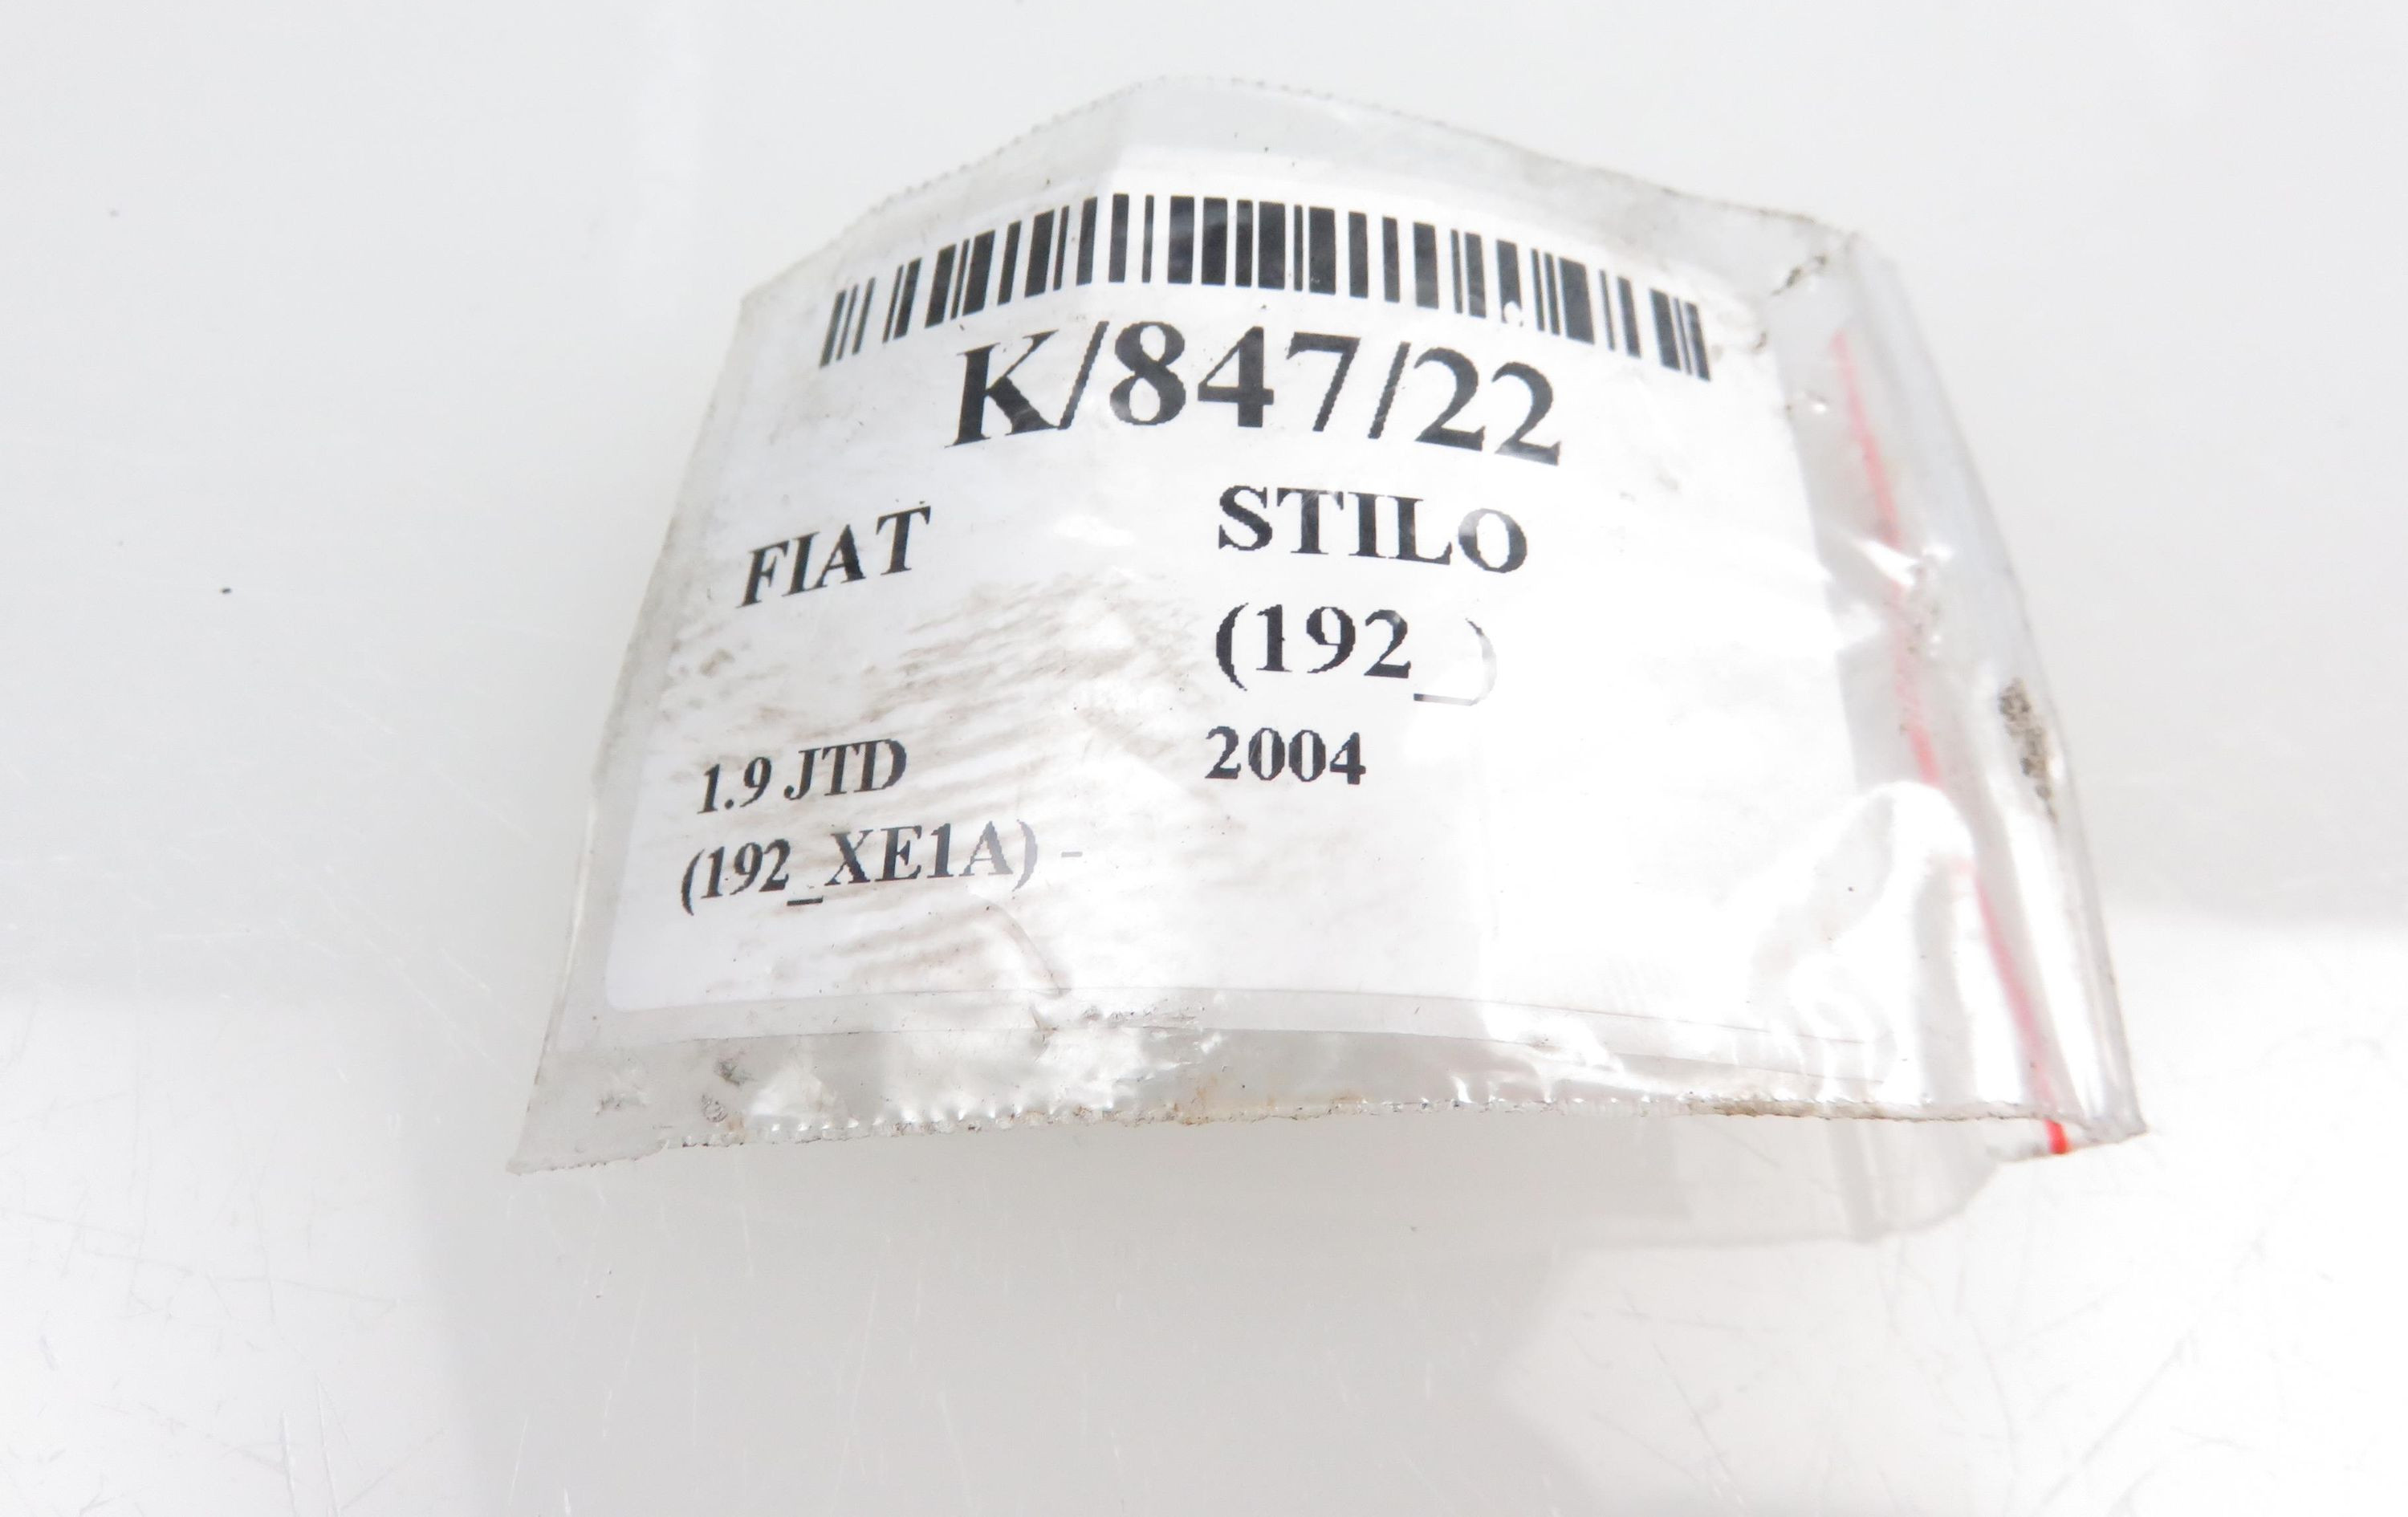 K/847/22
FIAT STILO
(192_)
1.9 JTD 2004
(192_XE1A) -